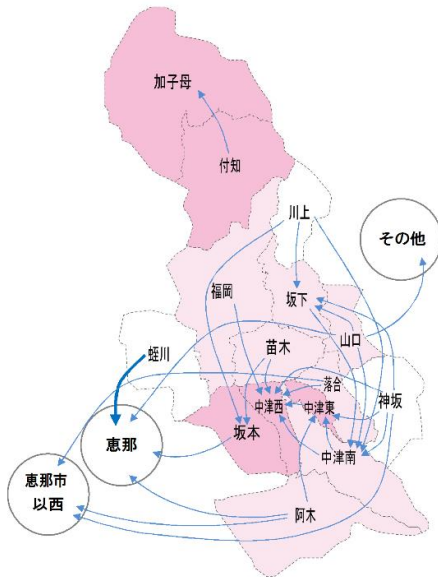 加子母
付知
川上
その他
福岡
坂下
苗木
山口
蛭川
落合
中津西
中津東
神坂
恵那
坂本
中津南
恵那市
以西
阿木